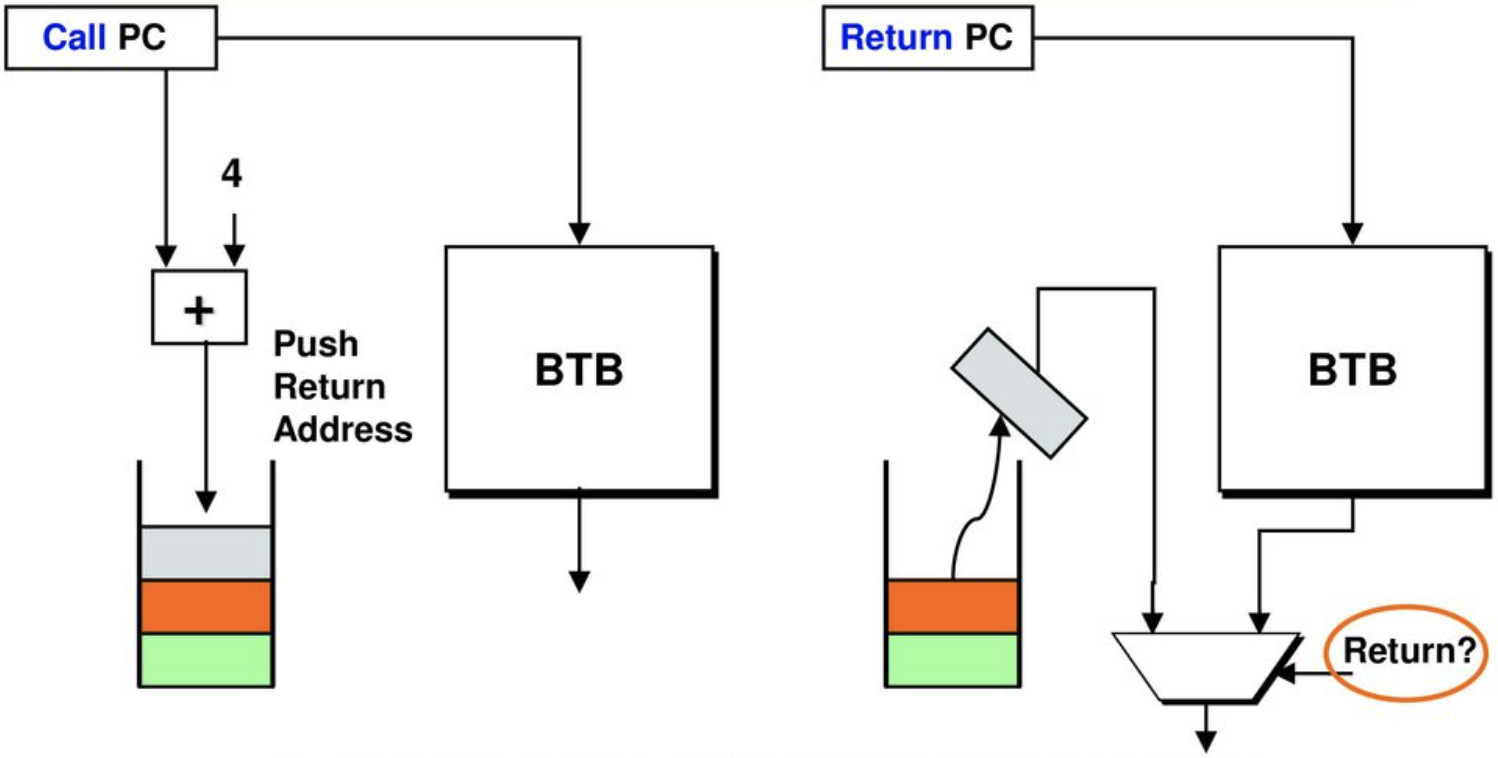 Call PC
4
+
Push
Return
Address
BTB
Return PC
BTB
Return?